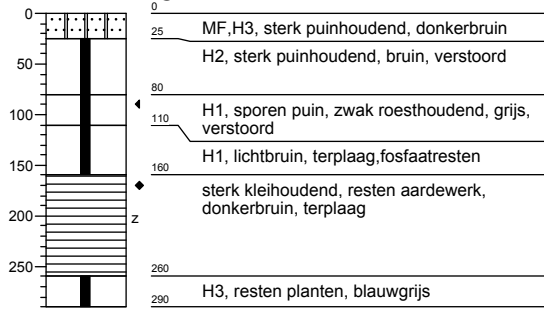 0
0
MF,H3, sterk puinhoudend, donkerbruin
25
H2, sterk puinhoudend, bruin, verstoord
50
80
100
H1, sporen puin, zwak roesthoudend, grijs,
verstoord
110
H1, lichtbruin, terplaag,fosfaatresten
150
160
sterk kleihoudend, resten aardewerk,
donkerbruin, terplaag
200
z
250
260
H3, resten planten, blauwgrijs
290